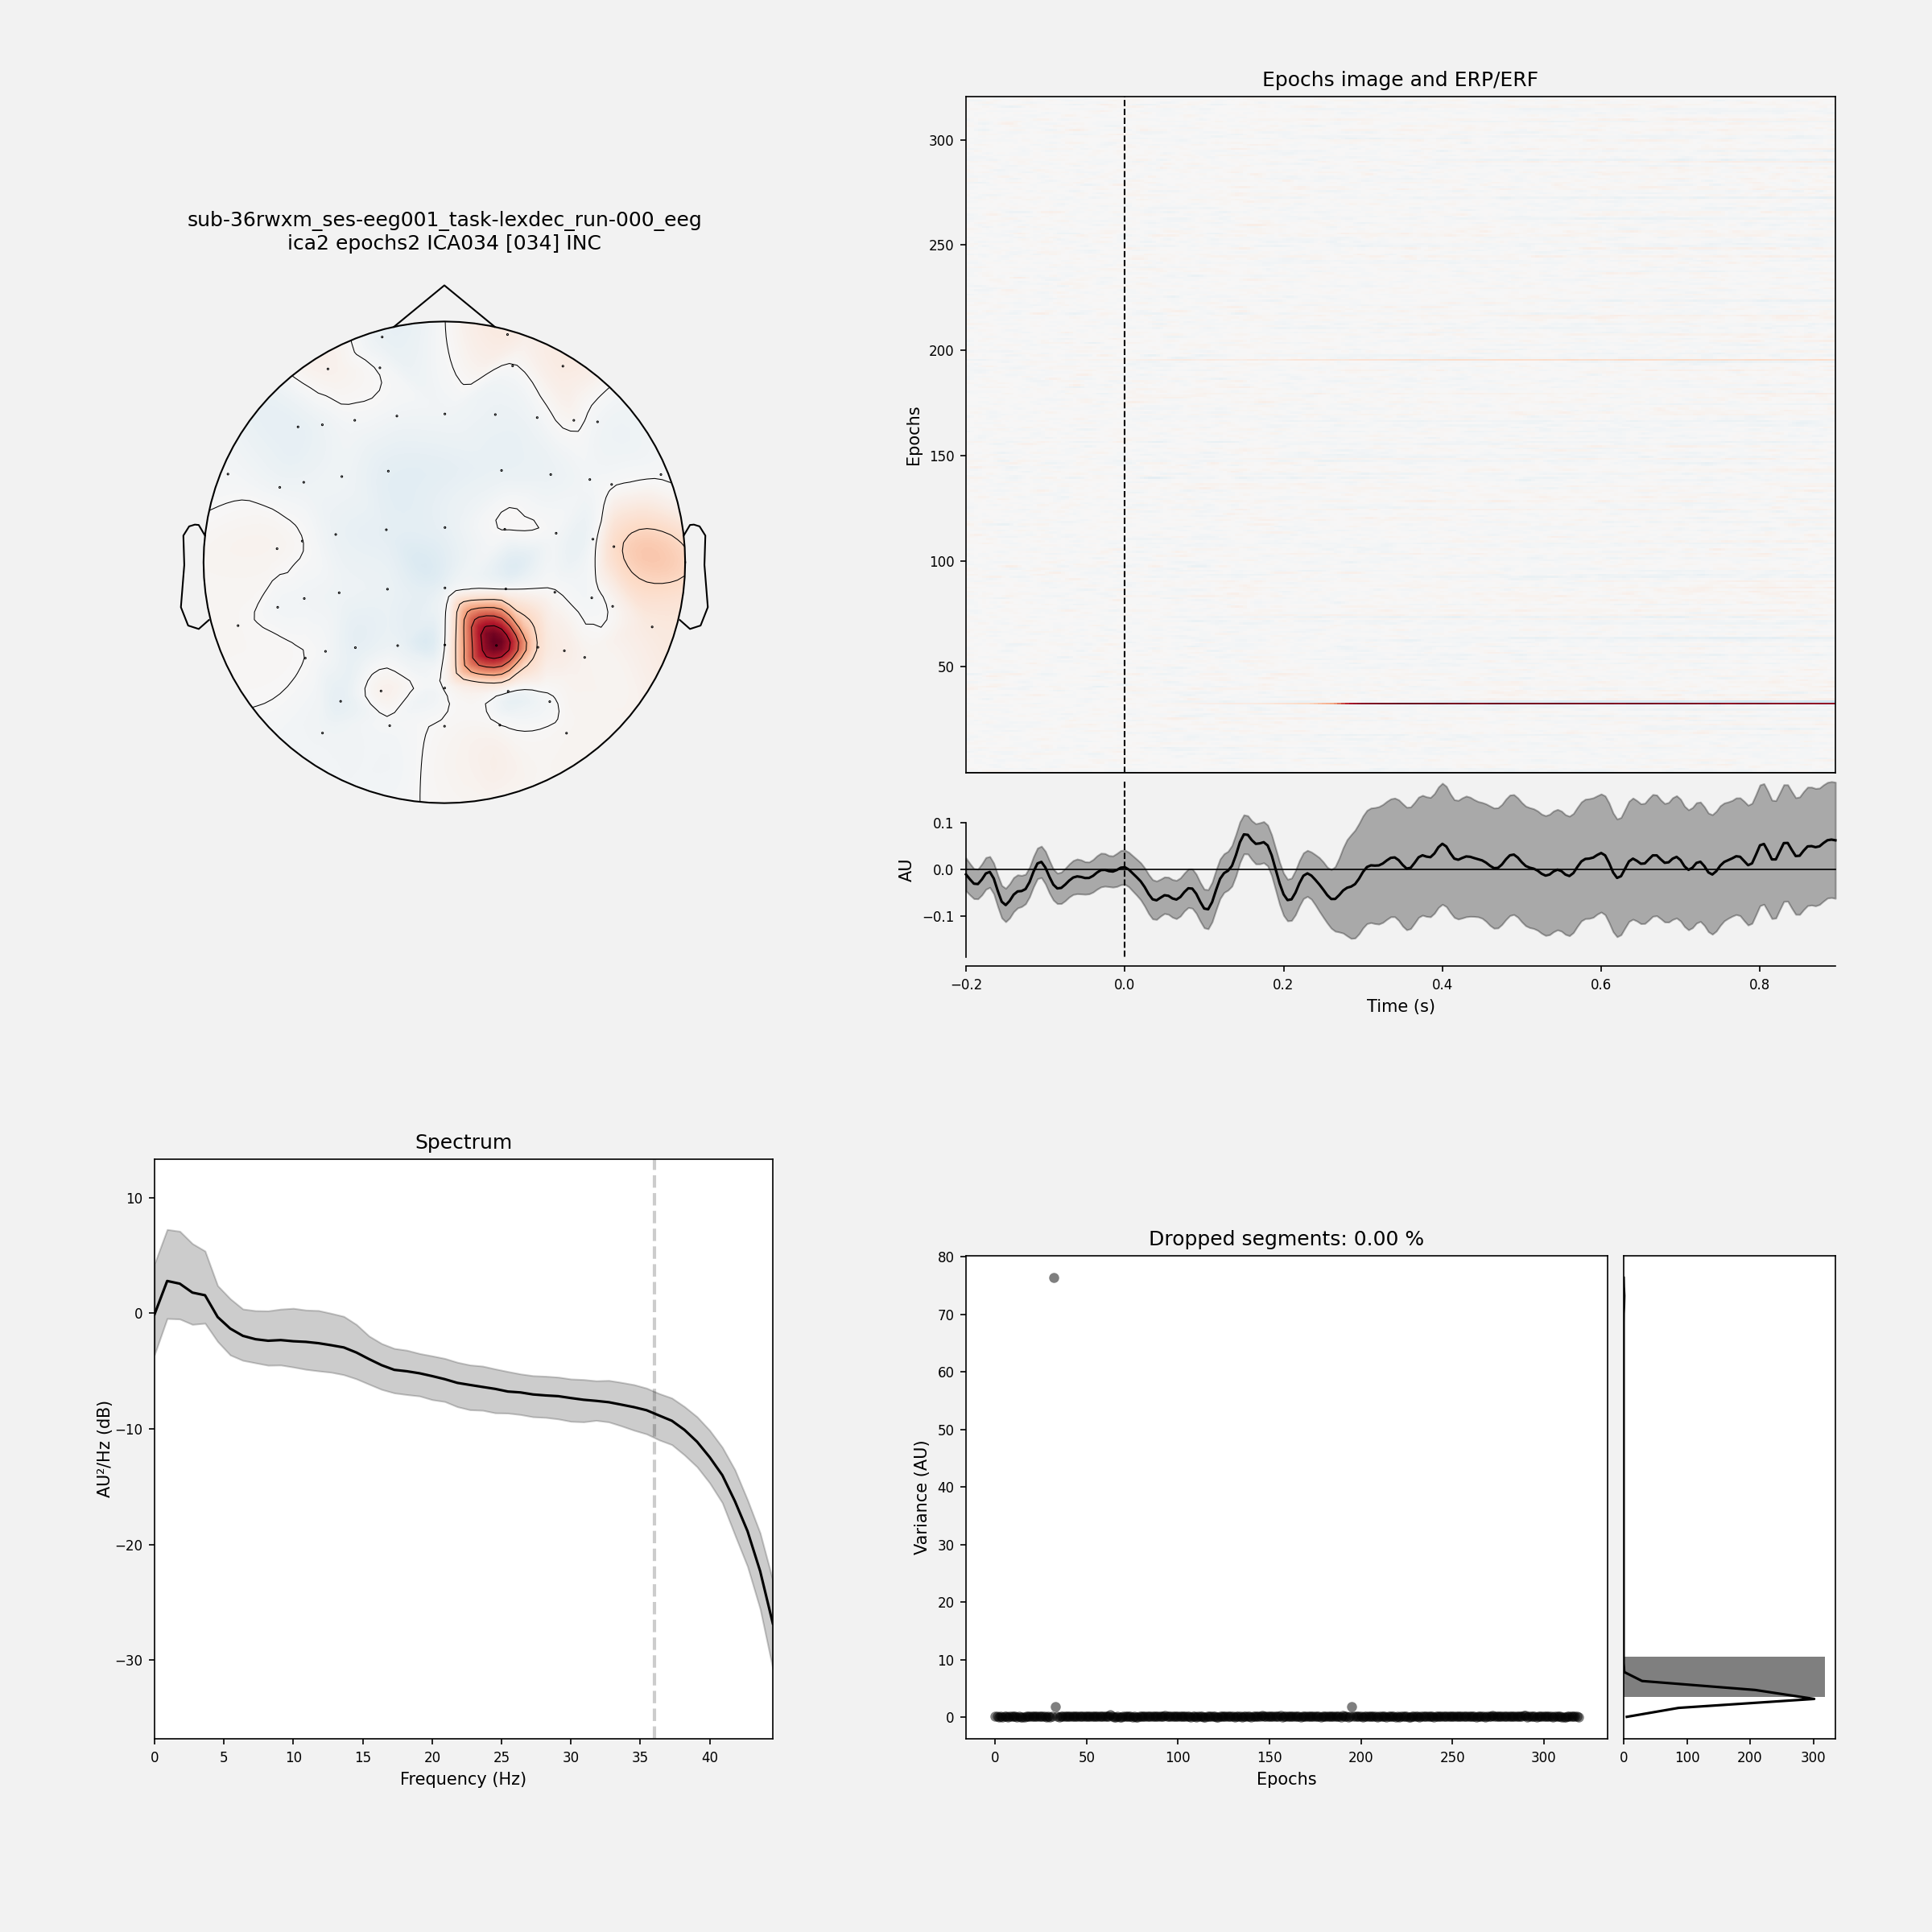 sub-36rwxm_ses-eeg001_task-lexdec_run-000_eeg
ica2 epochs2 ICA034 [034] INC
Epochs image and ERP/ERF
300
250
200
150
100
50
Epochs
0.1
0.0
−0.1
AU
−0.2 0.0 0.2 0.4 0.6 0.8
Time (s)
Spectrum
10
0
−10
−20
−30
AU²/Hz (dB)
0 5 10 15 20 25 30 35 40
Frequency (Hz)
Dropped segments: 0.00 %
80
70
60
50
40
30
20
10
0
Variance (AU)
0 50 100 150 200 250 300
Epochs
0 100 200 300